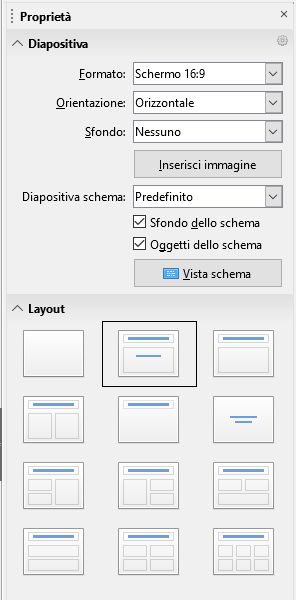 Proprietà
Diapositiva
Formato: Schermo 16:9
Orientazione: Orizzontale
Sfondo: Nessuno
Inserisci immagine
Diapositiva schema: Predefinito
Sfondo dello schema
Oggetti dello schema
Vista schema
Layout